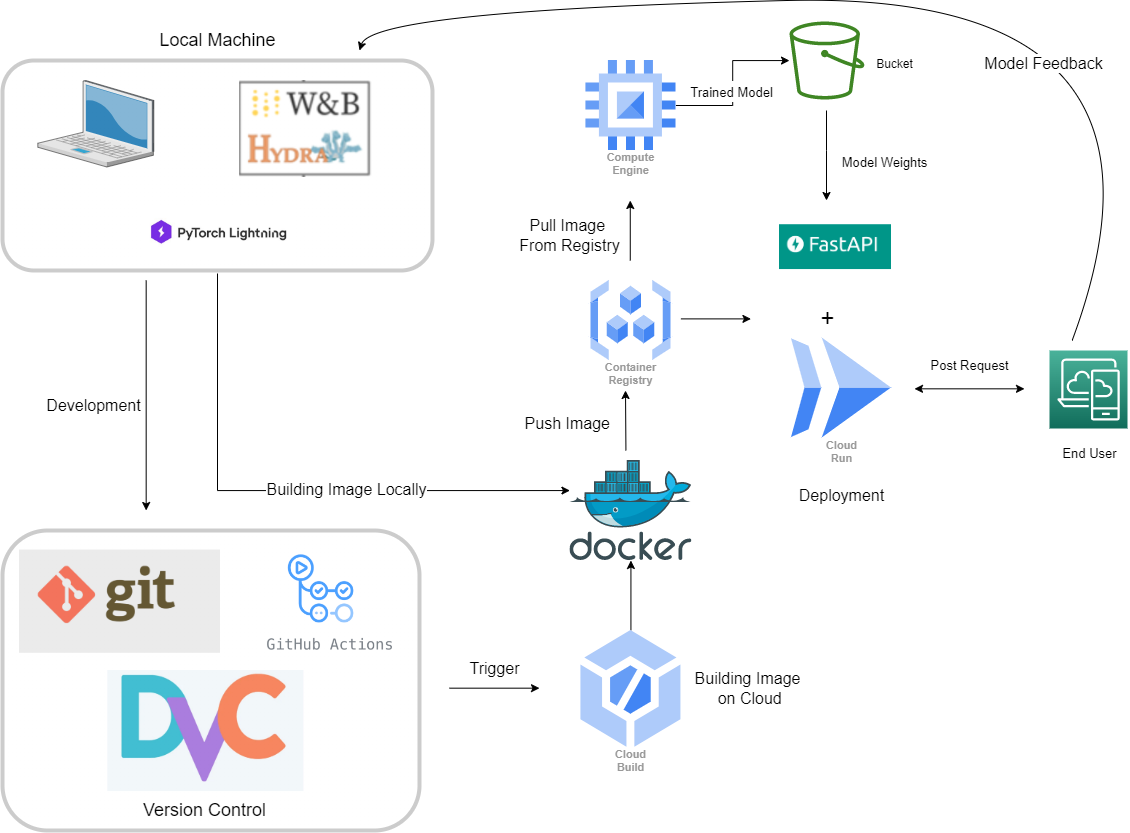 Local Machine
W&B
HYDRA
PyTorch Lightning
Model Feedback
Bucket
Trained Model
Compute
Engine
Model Weights
Pull Image
From Registry
FastAPI
+
Container
Registry
Post Request
Development
Push Image
Cloud
Run
End User
Building Image Locally
Deployment
docker
git
GitHub Actions
Trigger
Building Image
on Cloud
DVC
Cloud
Build
Version Control